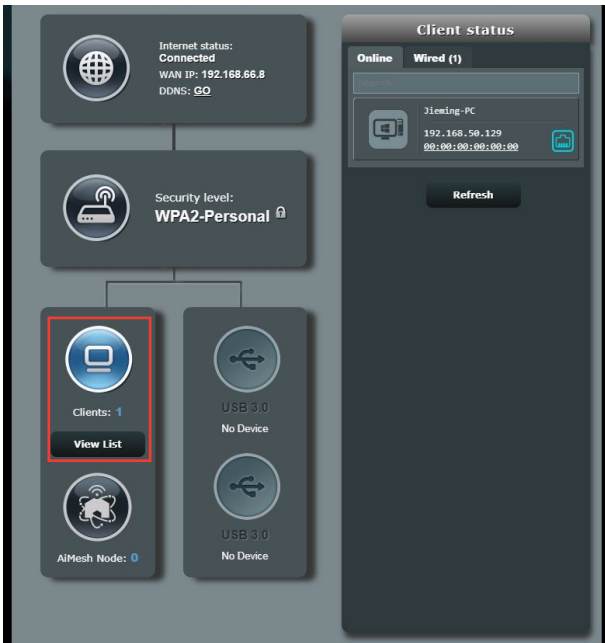 Internet status:
Connected
WAN IP: 192.168.66.8
DDNS: GO
Security level:
WPA2-Personal
Clients: 1
View List
AiMesh Node: 0
USB 3.0
No Device
USB 3.0
No Device
Client status
Online Wired (1)
Search
Jieming-PC
192.168.50.129
00:00:00:00:00:00
Refresh